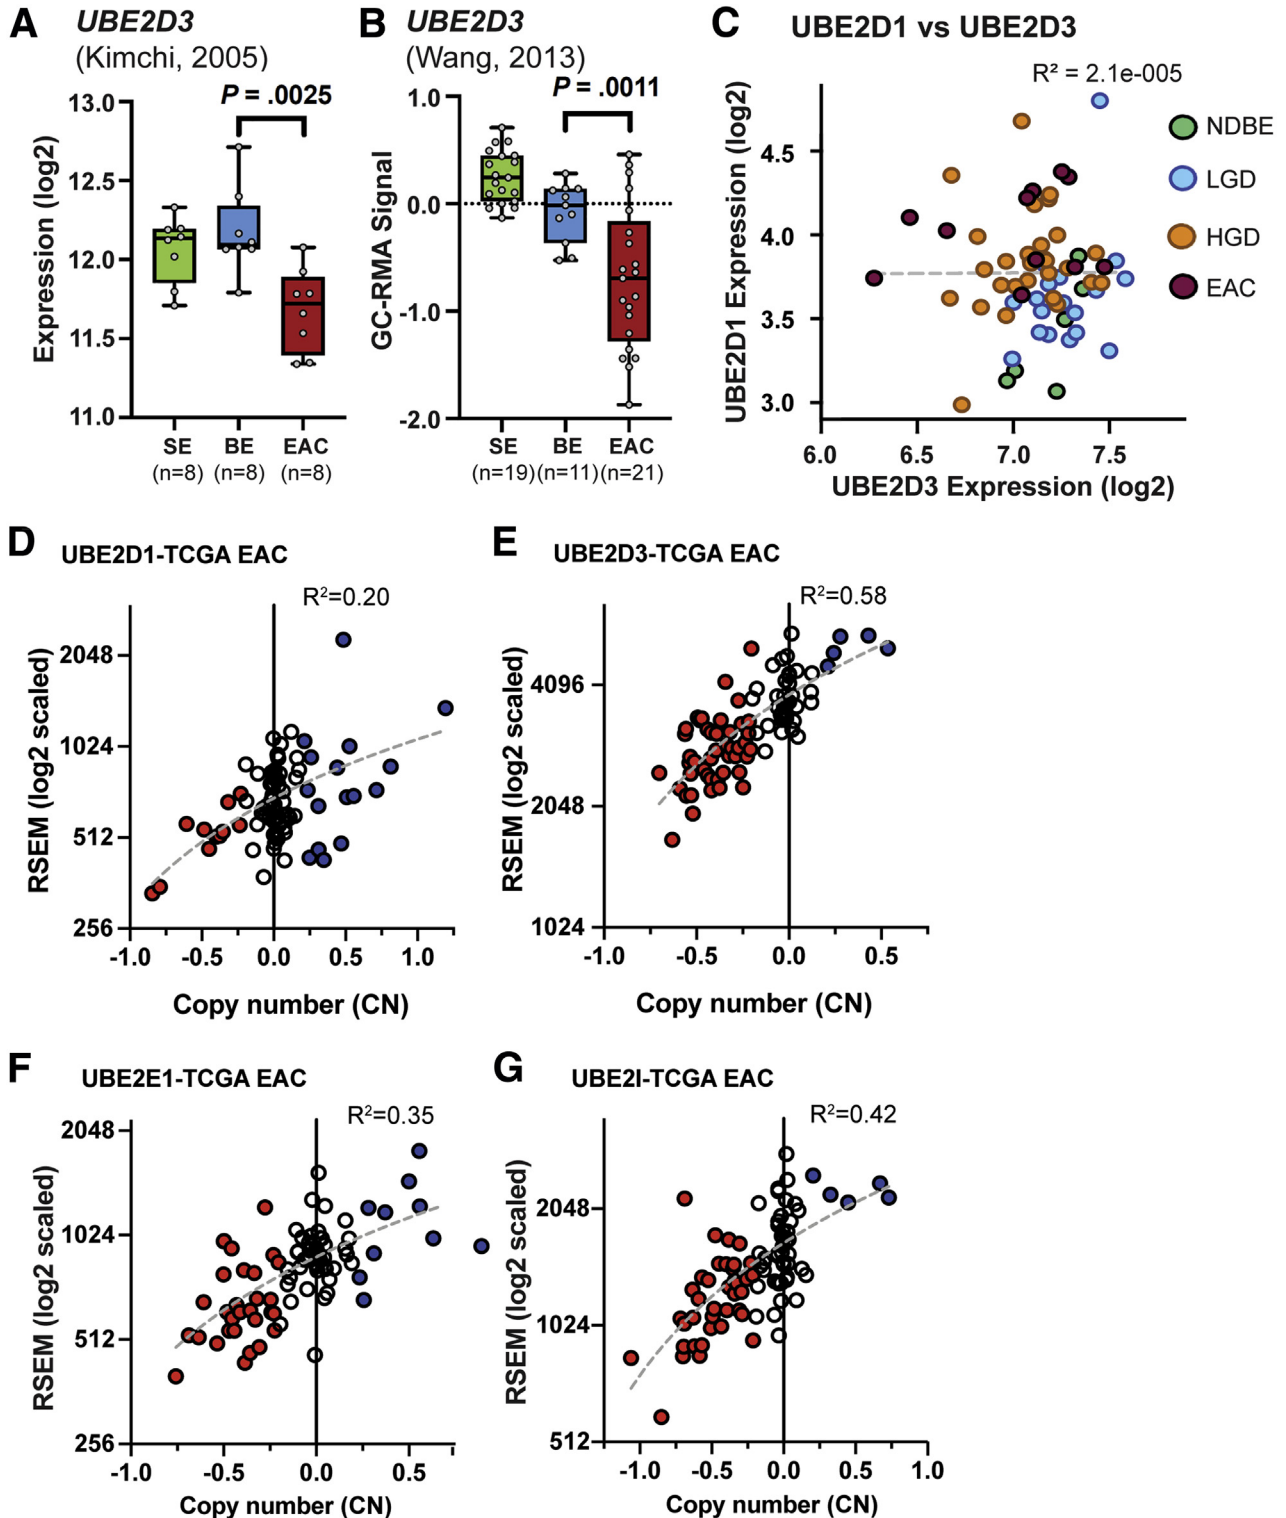 A
UBE2D3
(Kimchi, 2005)
P = .0025
Expression (log2)
13.0
12.5
12.0
11.5
11.0
SE BE EAC
(n=8) (n=8) (n=8)
B
UBE2D3
(Wang, 2013)
P = .0011
GC-RMA Signal
1.0
0.0
-1.0
-2.0
SE BE EAC
(n=19) (n=11) (n=21)
C
UBE2D1 vs UBE2D3
R² = 2.1e-005
UBE2D1 Expression (log2)
4.5
4.0
3.5
3.0
6.0 6.5 7.0 7.5
UBE2D3 Expression (log2)
NDBE
LGD
HGD
EAC
D
UBE2D1-TCGA EAC
R²=0.20
RSEM (log2 scaled)
2048
1024
512
256
-1.0 -0.5 0.0 0.5 1.0
Copy number (CN)
E
UBE2D3-TCGA EAC
R²=0.58
RSEM (log2 scaled)
4096
2048
1024
-1.0 -0.5 0.0 0.5
Copy number (CN)
F
UBE2E1-TCGA EAC
R²=0.35
RSEM (log2 scaled)
2048
1024
512
256
-1.0 -0.5 0.0 0.5
Copy number (CN)
G
UBE2I-TCGA EAC
R²=0.42
RSEM (log2 scaled)
2048
1024
512
-1.0 -0.5 0.0 0.5 1.0
Copy number (CN)